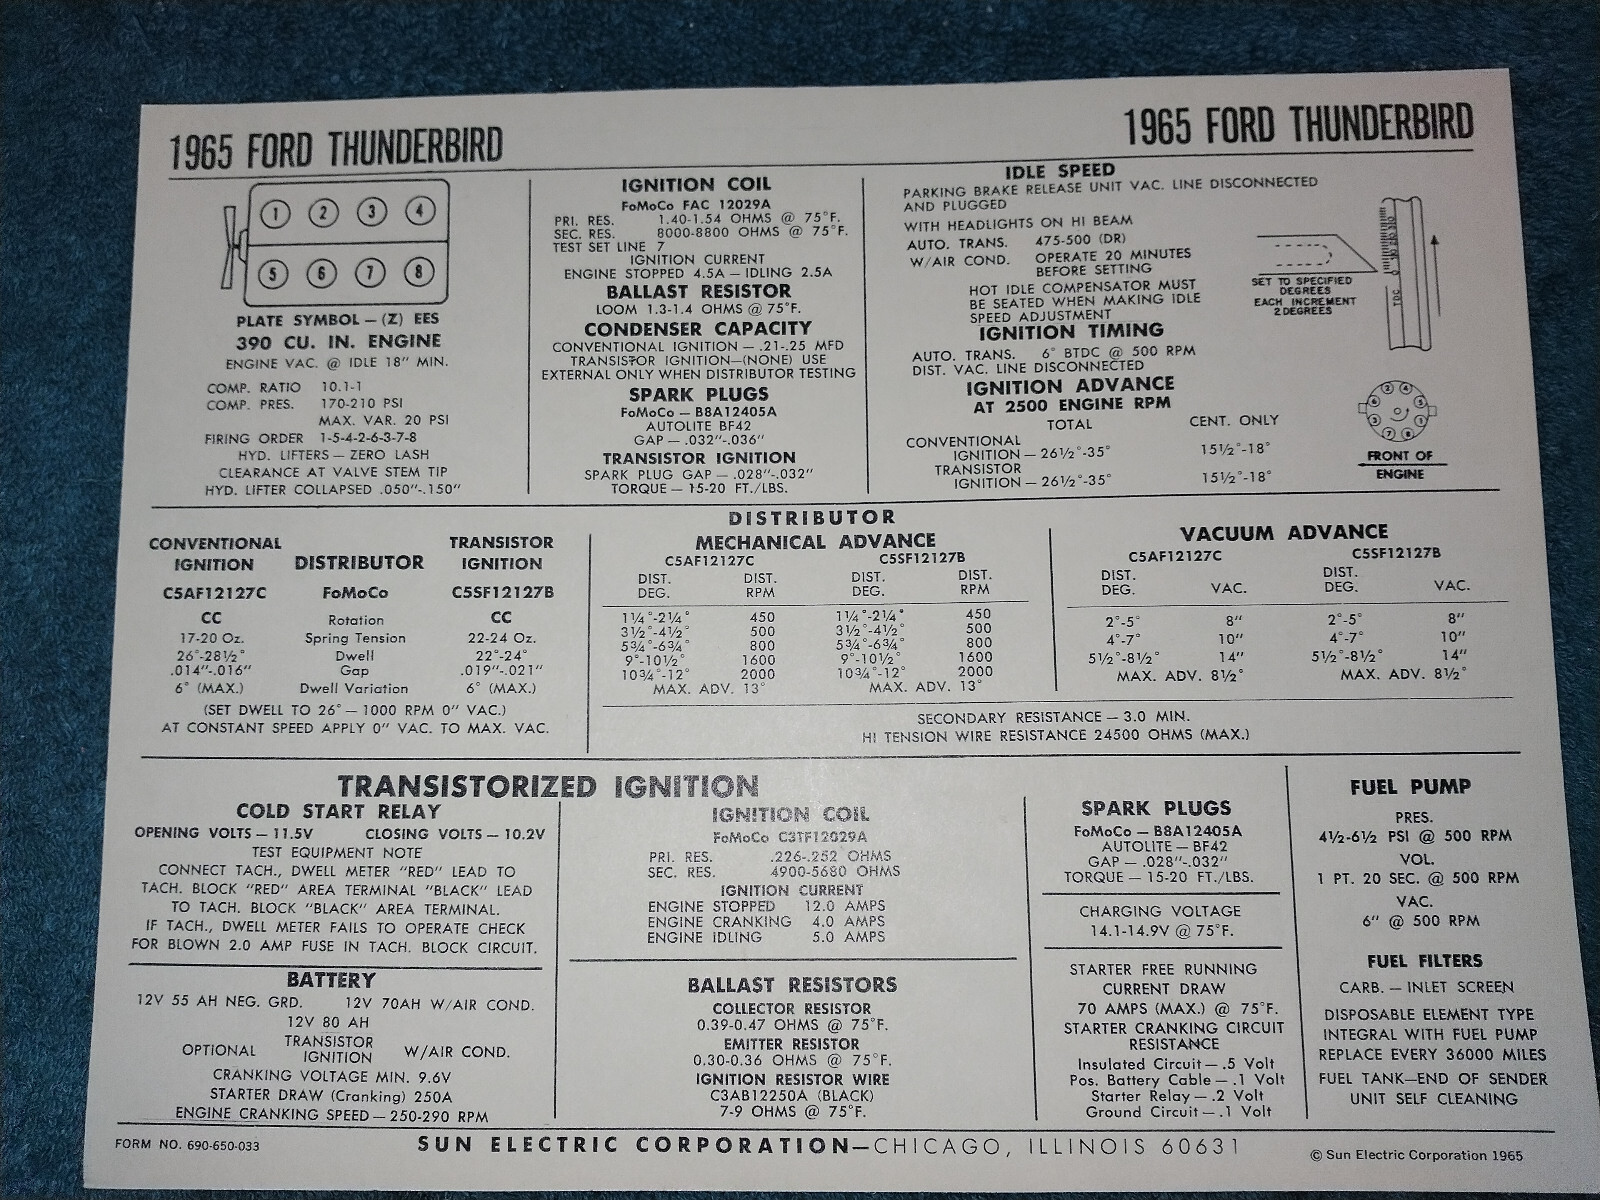 1965 FORD THUNDERBIRD
1965 FORD THUNDERBIRD
1 2 3 4
5 6 7 8
PLATE SYMBOL — (Z) EES
390 CU. IN. ENGINE
ENGINE VAC. @ IDLE 18" MIN.
COMP. RATIO 10.1-1
COMP. PRES. 170-210 PSI
MAX. VAR. 20 PSI
FIRING ORDER 1-5-4-2-6-3-7-8
HYD. LIFTERS — ZERO LASH
CLEARANCE AT VALVE STEM TIP
HYD. LIFTER COLLAPSED .050"-.150"
IGNITION COIL
FoMoCo FAC 12029A
PRI. RES. 1.40-1.54 OHMS @ 75°F.
SEC. RES. 8000-8800 OHMS @ 75°F.
TEST SET LINE 7
IGNITION CURRENT
ENGINE STOPPED 4.5A — IDLING 2.5A
BALLAST RESISTOR
LOOM 1.3-1.4 OHMS @ 75°F.
CONDENSER CAPACITY
CONVENTIONAL IGNITION — .21-.25 MFD
TRANSISTOR IGNITION—(NONE) USE
EXTERNAL ONLY WHEN DISTRIBUTOR TESTING
SPARK PLUGS
FoMoCo — B8A12405A
AUTOLITE BF42
GAP — .032"-.036"
TRANSISTOR IGNITION
SPARK PLUG GAP — .028"-.032"
TORQUE — 15-20 FT./LBS.
IDLE SPEED
PARKING BRAKE RELEASE UNIT VAC. LINE DISCONNECTED
AND PLUGGED
WITH HEADLIGHTS ON HI BEAM
AUTO. TRANS. 475-500 (DR)
W/AIR COND. OPERATE 20 MINUTES
BEFORE SETTING
HOT IDLE COMPENSATOR MUST
BE SEATED WHEN MAKING IDLE
SPEED ADJUSTMENT
IGNITION TIMING
AUTO. TRANS. 6° BTDC @ 500 RPM
DIST. VAC. LINE DISCONNECTED
IGNITION ADVANCE
AT 2500 ENGINE RPM
TOTAL CENT. ONLY
CONVENTIONAL
IGNITION — 26½°-35° 15½°-18°
TRANSISTOR
IGNITION — 26½°-35° 15½°-18°
SET TO SPECIFIED
DEGREES
EACH INCREMENT
2 DEGREES
TDC
FRONT OF
ENGINE
DISTRIBUTOR
CONVENTIONAL
IGNITION
DISTRIBUTOR
TRANSISTOR
IGNITION
C5AF12127C FoMoCo C5SF12127B
CC Rotation CC
17-20 Oz. Spring Tension 22-24 Oz.
26°-28½° Dwell 22°-24°
.014"-.016" Gap .019"-.021"
6° (MAX.) Dwell Variation 6° (MAX.)
(SET DWELL TO 26° — 1000 RPM 0" VAC.)
AT CONSTANT SPEED APPLY 0" VAC. TO MAX. VAC.
MECHANICAL ADVANCE
C5AF12127C C5SF12127B
DIST. DIST. DIST. DIST.
DEG. RPM DEG. RPM
1¼°-2¼° 450 1¼°-2¼° 450
3½°-4½° 500 3½°-4½° 500
5¾°-6¾° 800 5¾°-6¾° 800
9°-10½° 1600 9°-10½° 1600
10¾°-12° 2000 10¾°-12° 2000
MAX. ADV. 13° MAX. ADV. 13°
VACUUM ADVANCE
C5AF12127C C5SF12127B
DIST. DIST.
DEG. VAC. DEG. VAC.
2°-5° 8" 2°-5° 8"
4°-7° 10" 4°-7° 10"
5½°-8½° 14" 5½°-8½° 14"
MAX. ADV. 8½° MAX. ADV. 8½°
SECONDARY RESISTANCE — 3.0 MIN.
HI TENSION WIRE RESISTANCE 24500 OHMS (MAX.)
TRANSISTORIZED IGNITION
COLD START RELAY
OPENING VOLTS — 11.5V CLOSING VOLTS — 10.2V
TEST EQUIPMENT NOTE
CONNECT TACH., DWELL METER "RED" LEAD TO
TACH. BLOCK "RED" AREA TERMINAL "BLACK" LEAD
TO TACH. BLOCK "BLACK" AREA TERMINAL.
IF TACH., DWELL METER FAILS TO OPERATE CHECK
FOR BLOWN 2.0 AMP FUSE IN TACH. BLOCK CIRCUIT.
BATTERY
12V 55 AH NEG. GRD. 12V 70AH W/AIR COND.
12V 80 AH
OPTIONAL TRANSISTOR IGNITION W/AIR COND.
CRANKING VOLTAGE MIN. 9.6V
STARTER DRAW (Cranking) 250A
ENGINE CRANKING SPEED — 250-290 RPM
IGNITION COIL
FoMoCo C3TF12029A
PRI. RES. .226-.252 OHMS
SEC. RES. 4900-5680 OHMS
IGNITION CURRENT
ENGINE STOPPED 12.0 AMPS
ENGINE CRANKING 4.0 AMPS
ENGINE IDLING 5.0 AMPS
BALLAST RESISTORS
COLLECTOR RESISTOR
0.39-0.47 OHMS @ 75°F.
EMITTER RESISTOR
0.30-0.36 OHMS @ 75°F.
IGNITION RESISTOR WIRE
C3AB12250A (BLACK)
7-9 OHMS @ 75°F.
SPARK PLUGS
FoMoCo — B8A12405A
AUTOLITE — BF42
GAP — .028"-.032"
TORQUE — 15-20 FT./LBS.
CHARGING VOLTAGE
14.1-14.9V @ 75°F.
STARTER FREE RUNNING
CURRENT DRAW
70 AMPS (MAX.) @ 75°F.
STARTER CRANKING CIRCUIT
RESISTANCE
Insulated Circuit — .5 Volt
Pos. Battery Cable — .1 Volt
Starter Relay — .2 Volt
Ground Circuit — .1 Volt
FUEL PUMP
PRES.
4½-6½ PSI @ 500 RPM
VOL.
1 PT. 20 SEC. @ 500 RPM
VAC.
6" @ 500 RPM
FUEL FILTERS
CARB. — INLET SCREEN
DISPOSABLE ELEMENT TYPE
INTEGRAL WITH FUEL PUMP
REPLACE EVERY 36000 MILES
FUEL TANK—END OF SENDER
UNIT SELF CLEANING
FORM NO. 690-650-033
SUN ELECTRIC CORPORATION—CHICAGO, ILLINOIS 60631
© Sun Electric Corporation 1965